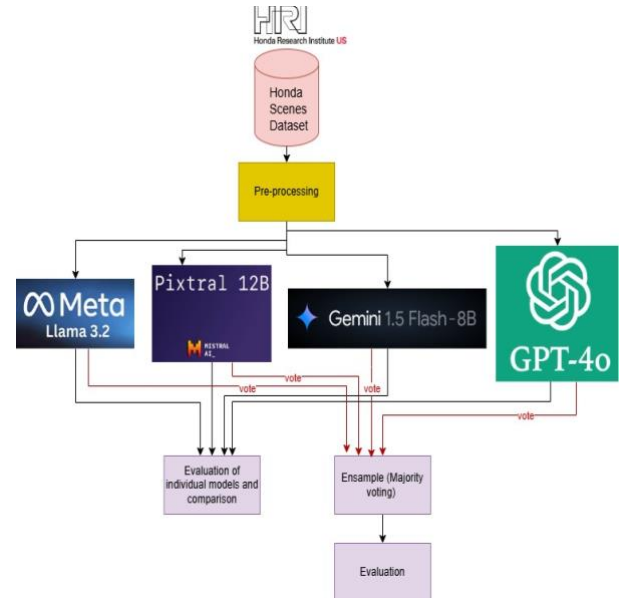 HRI
Honda Research Institute US
Honda
Scenes
Dataset
Pre-processing
Meta
Llama 3.2
Pixtral 12B
MISTRAL
AI_
Gemini 1.5 Flash-8B
GPT-4o
vote
vote
vote
vote
Evaluation of
individual models and
comparison
Ensample (Majority
voting)
Evaluation